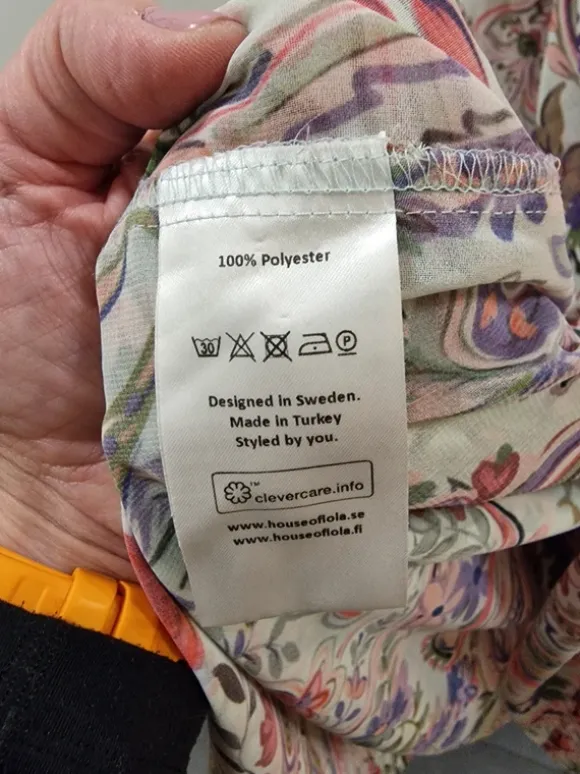 100% Polyester
30 P
Designed in Sweden.
Made in Turkey
Styled by you.
™ clevercare.info
www.houseoflola.se
www.houseoflola.fi